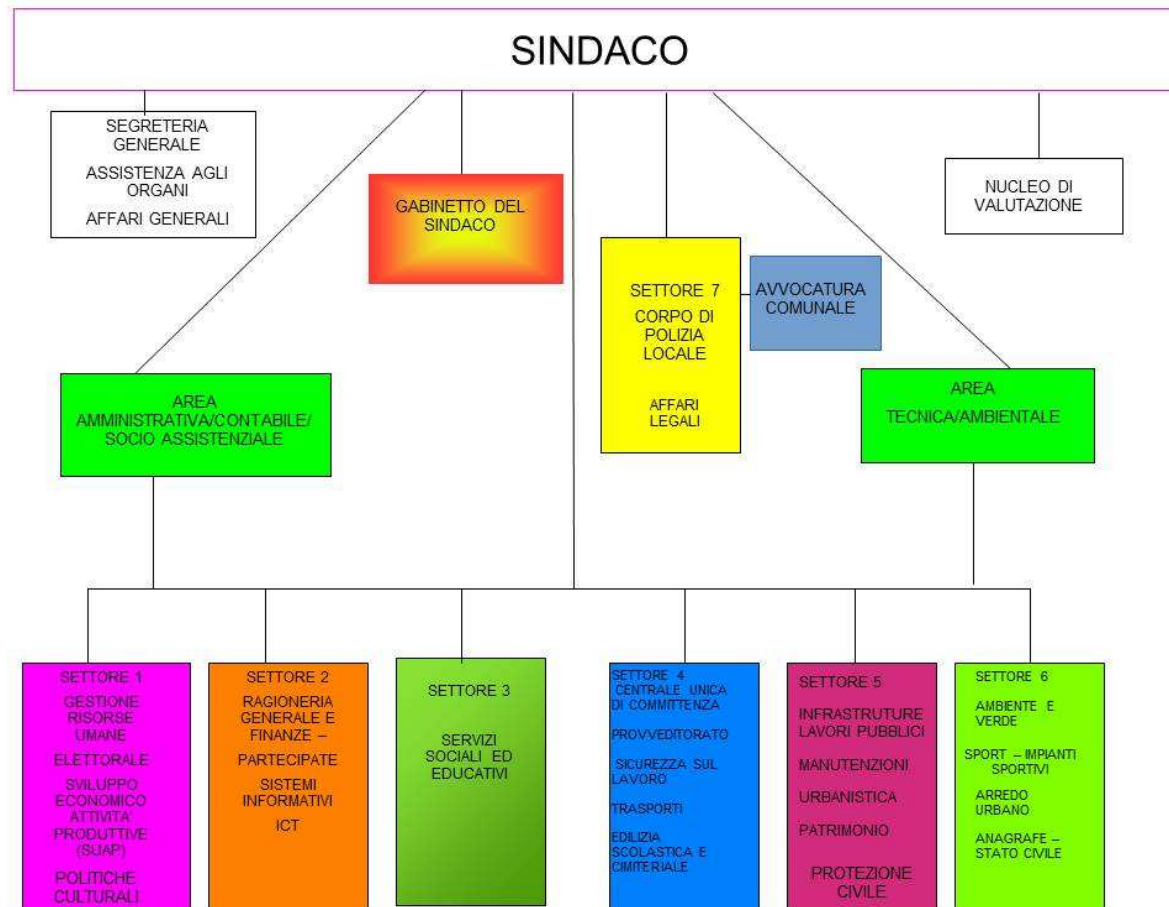 SINDACO
SEGRETERIA
GENERALE
ASSISTENZA AGLI
ORGANI
AFFARI GENERALI
GABINETTO DEL
SINDACO
NUCLEO DI
VALUTAZIONE
SETTORE 7
CORPO DI
POLIZIA
LOCALE
AFFARI
LEGALI
AVVOCATURA
COMUNALE
AREA
AMMINISTRATIVA/CONTABILE/
SOCIO ASSISTENZIALE
AREA
TECNICA/AMBIENTALE
SETTORE 1
GESTIONE
RISORSE
UMANE
ELETTORALE
SVILUPPO
ECONOMICO
ATTIVITA'
PRODUTTIVE
(SUAP)
POLITICHE
CULTURALI
SETTORE 2
RAGIONERIA
GENERALE E
FINANZE –
PARTECIPATE
SISTEMI
INFORMATIVI
ICT
SETTORE 3
SERVIZI
SOCIALI ED
EDUCATIVI
SETTORE 4
CENTRALE UNICA
DI COMMITTENZA
PROVVEDITORATO
SICUREZZA SUL
LAVORO
TRASPORTI
EDILIZIA
SCOLASTICA E
CIMITERIALE
SETTORE 5
INFRASTRUTURE
LAVORI PUBBLICI
MANUTENZIONI
URBANISTICA
PATRIMONIO
PROTEZIONE
CIVILE
SETTORE 6
AMBIENTE E
VERDE
SPORT – IMPIANTI
SPORTIVI
ARREDO
URBANO
ANAGRAFE –
STATO CIVILE